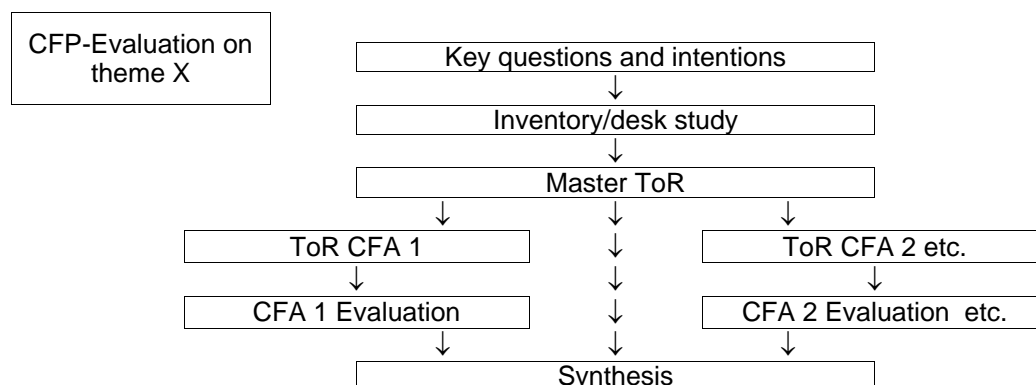 CFP-Evaluation on
theme X
Key questions and intentions
↓
Inventory/desk study
↓
Master ToR
↓ ↓ ↓
ToR CFA 1 ↓ ToR CFA 2 etc.
↓ ↓ ↓
CFA 1 Evaluation ↓ CFA 2 Evaluation etc.
↓ ↓ ↓
Synthesis